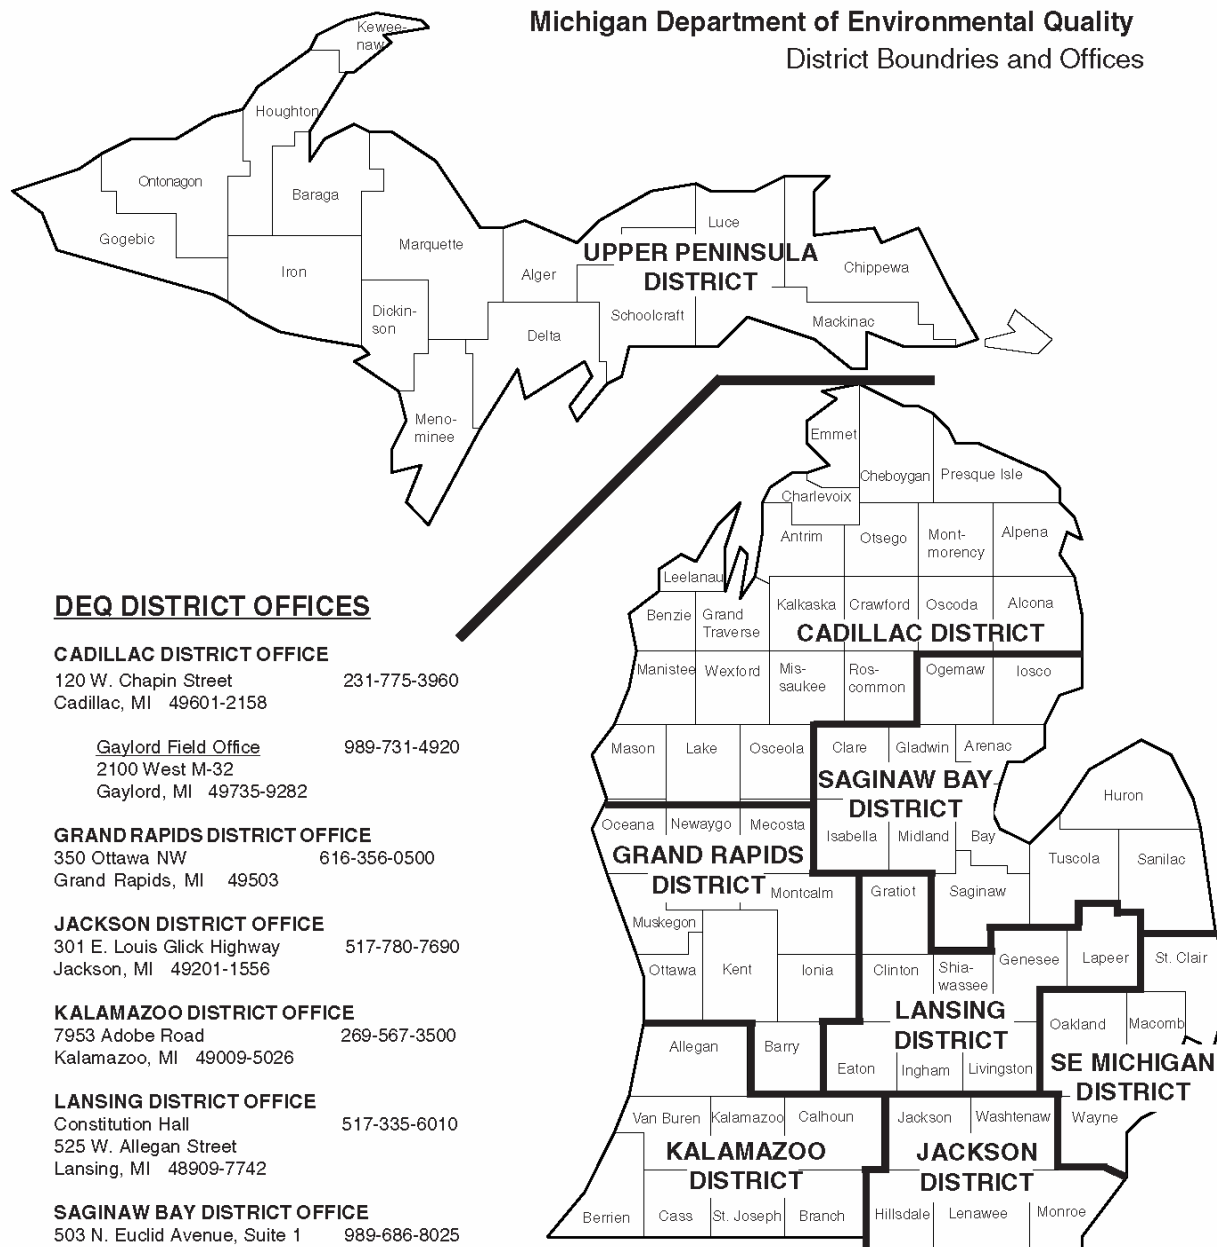 Michigan Department of Environmental Quality
District Boundries and Offices
Kewee-
naw
Houghton
Ontonagon
Baraga
Gogebic
Iron
Marquette
Dickin-
son
Meno-
minee
Alger
Delta
Luce
UPPER PENINSULA
DISTRICT
Schoolcraft
Chippewa
Mackinac
Emmet
Cheboygan
Presque Isle
Charlevoix
Antrim
Otsego
Mont-
morency
Alpena
Leelanau
Benzie
Grand
Traverse
Kalkaska
Crawford
Oscoda
Alcona
CADILLAC DISTRICT
Manistee
Wexford
Mis-
saukee
Ros-
common
Ogemaw
Iosco
Mason
Lake
Osceola
Clare
Gladwin
Arenac
SAGINAW BAY
DISTRICT
Huron
Oceana
Newaygo
Mecosta
Isabella
Midland
Bay
Tuscola
Sanilac
GRAND RAPIDS
DISTRICT
Montcalm
Gratiot
Saginaw
Muskegon
Ottawa
Kent
Ionia
Clinton
Shia-
wassee
Genesee
Lapeer
St. Clair
LANSING
DISTRICT
Oakland
Macomb
Allegan
Barry
Eaton
Ingham
Livingston
SE MICHIGAN
DISTRICT
Van Buren
Kalamazoo
Calhoun
Jackson
Washtenaw
Wayne
KALAMAZOO
DISTRICT
JACKSON
DISTRICT
Berrien
Cass
St. Joseph
Branch
Hillsdale
Lenawee
Monroe
DEQ DISTRICT OFFICES
CADILLAC DISTRICT OFFICE
120 W. Chapin Street 231-775-3960
Cadillac, MI 49601-2158
Gaylord Field Office 989-731-4920
2100 West M-32
Gaylord, MI 49735-9282
GRAND RAPIDS DISTRICT OFFICE
350 Ottawa NW 616-356-0500
Grand Rapids, MI 49503
JACKSON DISTRICT OFFICE
301 E. Louis Glick Highway 517-780-7690
Jackson, MI 49201-1556
KALAMAZOO DISTRICT OFFICE
7953 Adobe Road 269-567-3500
Kalamazoo, MI 49009-5026
LANSING DISTRICT OFFICE
Constitution Hall 517-335-6010
525 W. Allegan Street
Lansing, MI 48909-7742
SAGINAW BAY DISTRICT OFFICE
503 N. Euclid Avenue, Suite 1 989-686-8025